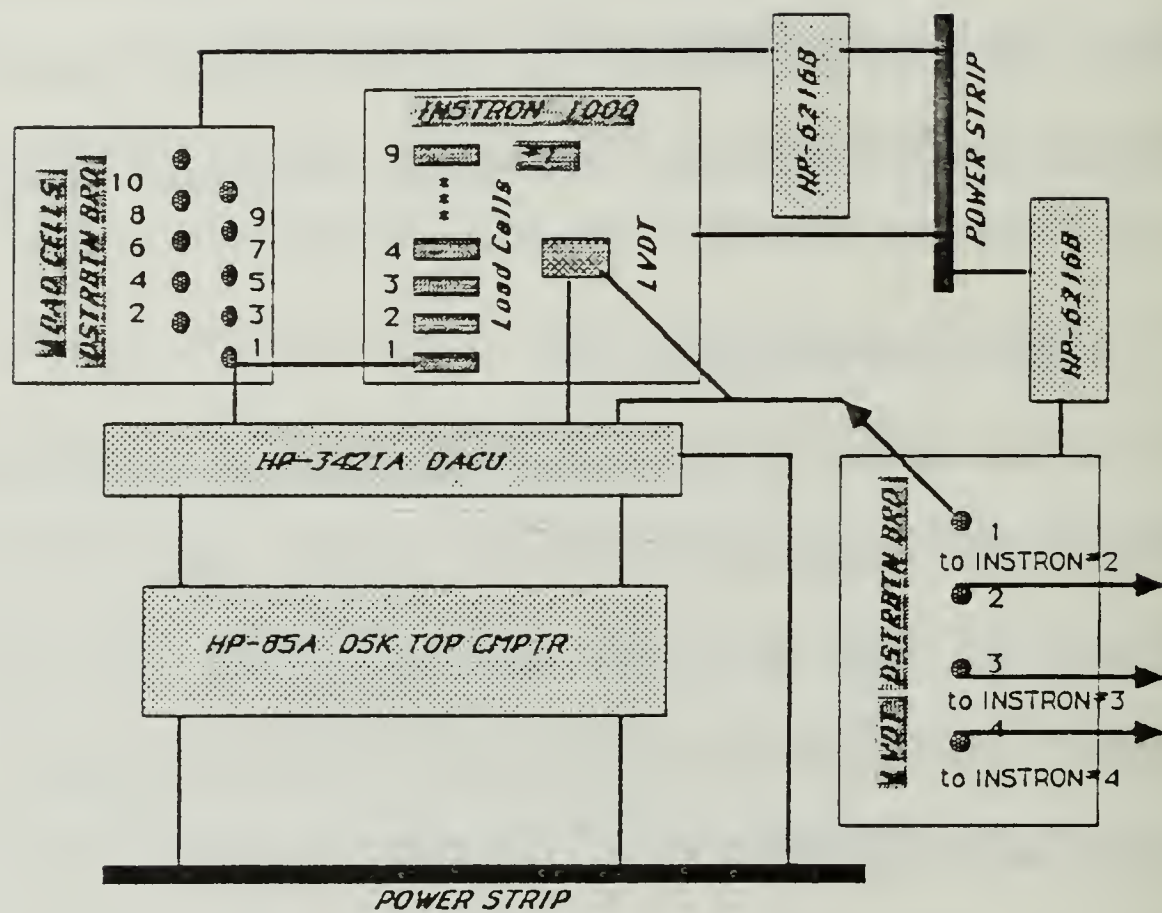 INSTRON 1000
#1
9
4
3
2
1
Load Cells
LVDT
LOAD CELLS
DSTRBTN BRD
10
8
6
4
2
9
7
5
3
1
HP-6216B
POWER STRIP
HP-6216B
HP-3421A DACU
HP-85A DSK TOP CMPTR
POWER STRIP
LVDT DSTRBTN BRD
1
to INSTRON#2
2
3
to INSTRON#3
4
to INSTRON#4